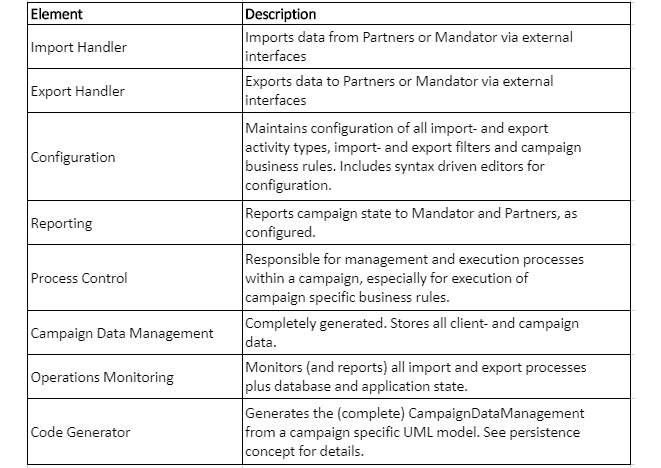 Element Description
Import Handler
Imports data from Partners or Mandator via external
interfaces
Export Handler
Exports data to Partners or Mandator via external
interfaces
Configuration
Maintains configuration of all import- and export
activity types, import- and export filters and campaign
business rules. Includes syntax driven editors for
configuration.
Reporting
Reports campaign state to Mandator and Partners, as
configured.
Process Control
Responsible for management and execution processes
within a campaign, especially for execution of
campaign specific business rules.
Campaign Data Management
Completely generated. Stores all client- and campaign
data.
Operations Monitoring
Monitors (and reports) all import and export processes
plus database and application state.
Code Generator
Generates the (complete) CampaignDataManagement
from a campaign specific UML model. See persistence
concept for details.